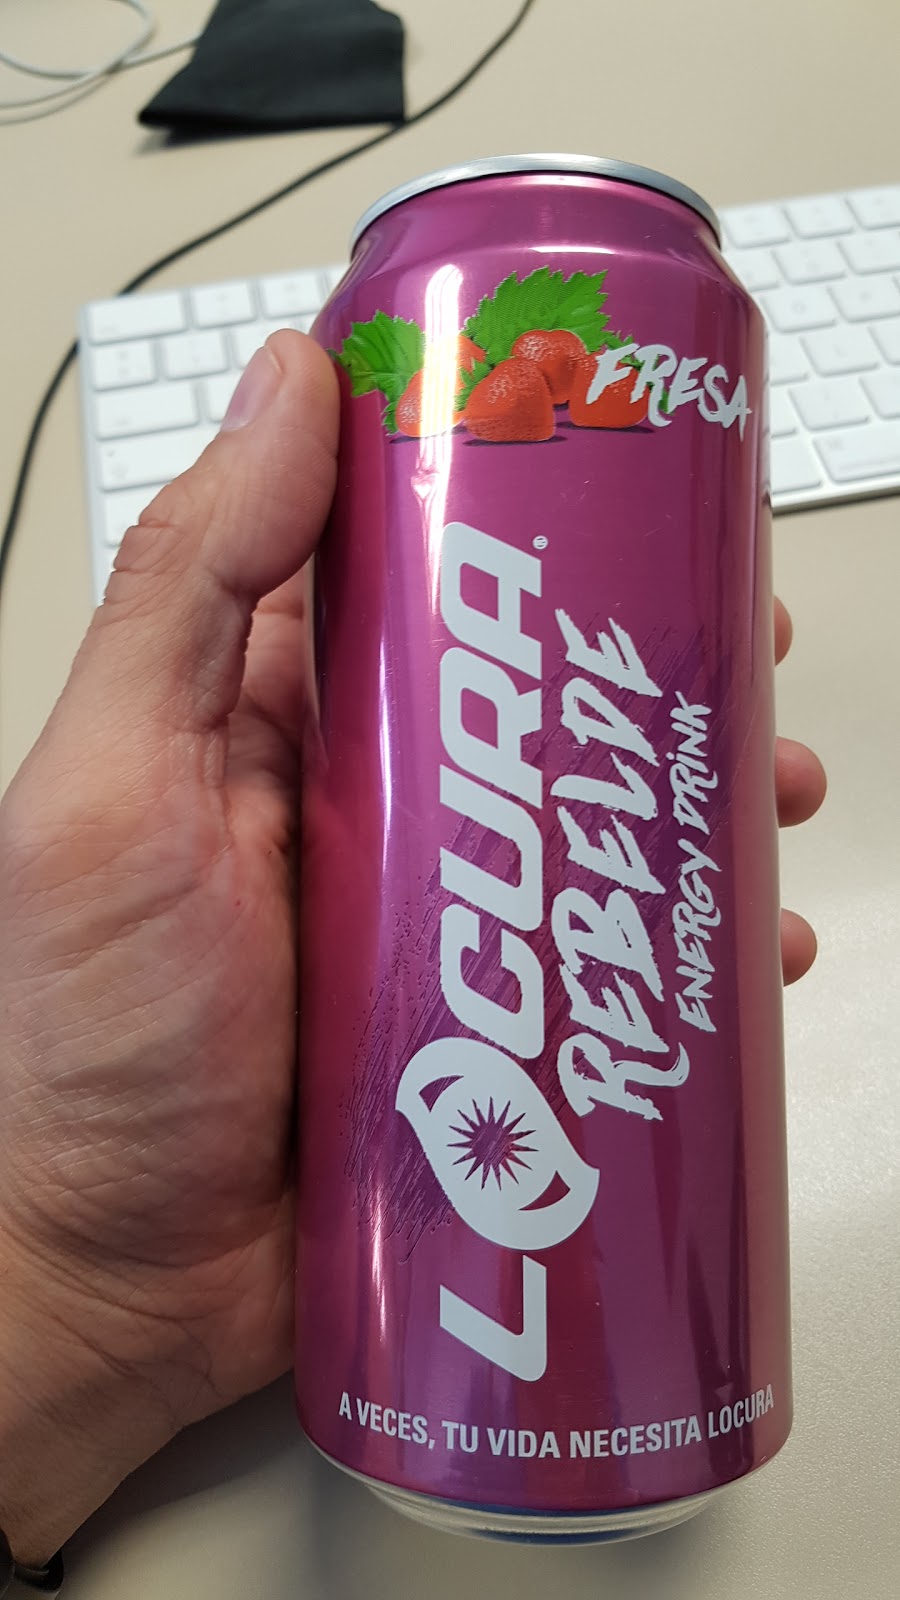 FRESA
LOCURA®
REBELDE
ENERGY DRINK
A VECES, TU VIDA NECESITA LOCURA